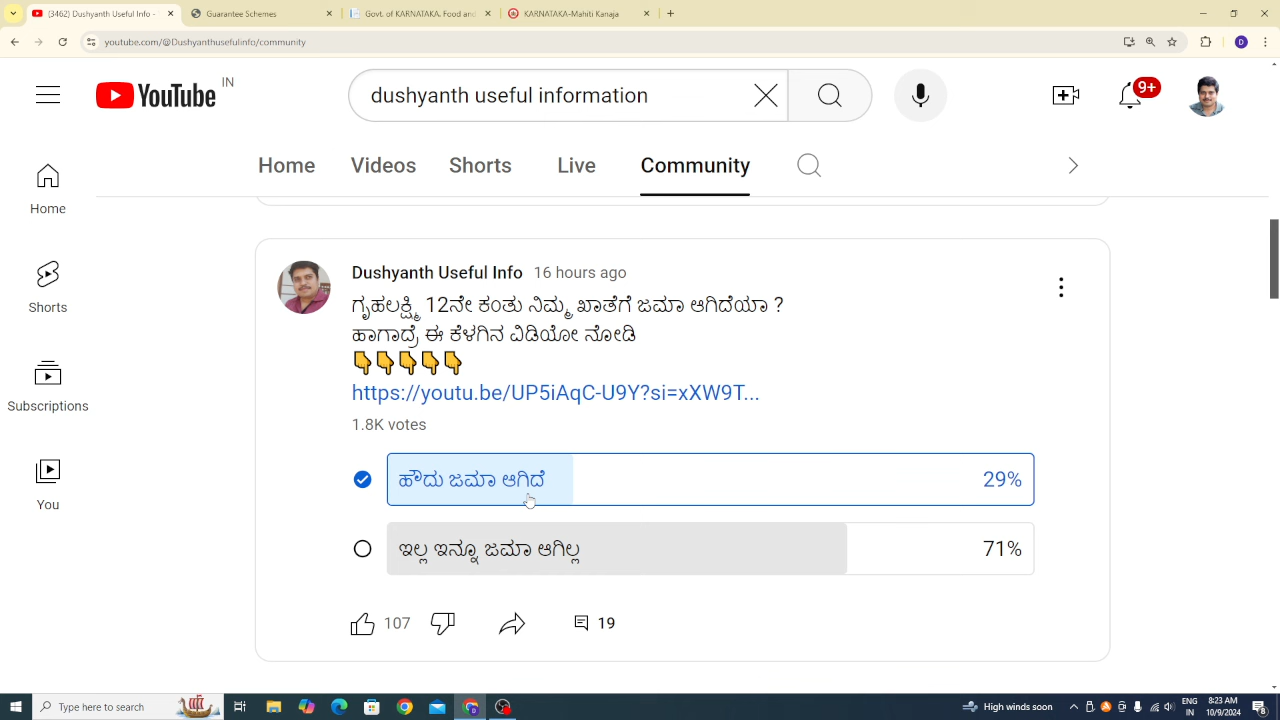 (3462) Dushyanth Useful Info -
Guarantee Schemes
Govt. of KARNATAKA, Food and
KARNATAKA-Mahiti Kanaja
youtube.com/@Dushyanthusefulinfo/community
YouTube IN
dushyanth useful information
9+
Home Videos Shorts Live Community
Home
Shorts
Subscriptions
You
Dushyanth Useful Info 16 hours ago
ಗೃಹಲಕ್ಷ್ಮಿ 12ನೇ ಕಂತು ನಿಮ್ಮ ಖಾತೆಗೆ ಜಮಾ ಆಗಿದೆಯಾ ?
ಹಾಗಾದ್ರೆ ಈ ಕೆಳಗಿನ ವಿಡಿಯೋ ನೋಡಿ
👇👇👇👇👇
https://youtu.be/UP5iAqC-U9Y?si=xXW9T...
1.8K votes
ಹೌದು ಜಮಾ ಆಗಿದೆ 29%
ಇಲ್ಲ ಇನ್ನೂ ಜಮಾ ಆಗಿಲ್ಲ 71%
107 19
Type here to search
High winds soon
ENG
IN
8:23 AM
10/9/2024
8